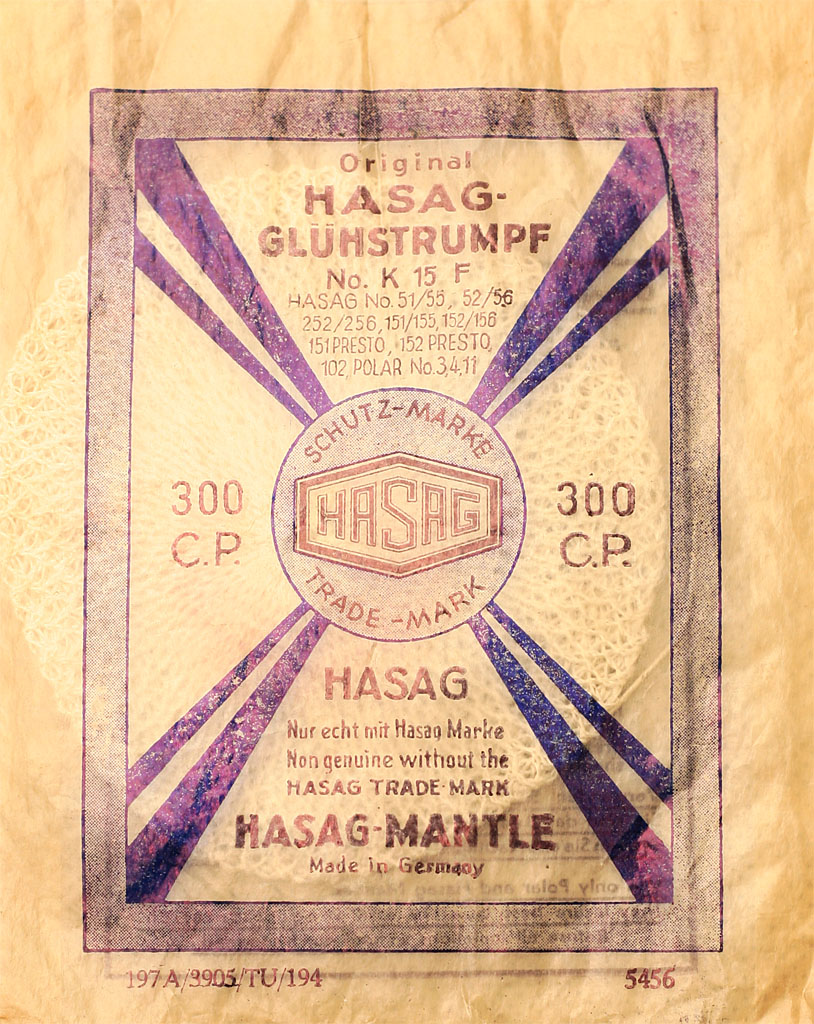 Original
HASAG-
GLÜHSTRUMPF
No. K 15 F
HASAG No. 51/55, 52/56
252/256, 151/155, 152/156
151 PRESTO, 152 PRESTO,
102, POLAR No. 3, 4, 11
SCHUTZ-MARKE
300
C.P.
HASAG
300
C.P.
TRADE-MARK
HASAG
Nur echt mit Hasag Marke
Non genuine without the
HASAG TRADE-MARK
HASAG-MANTLE
Made in Germany
197A/3905/TU/194
5456